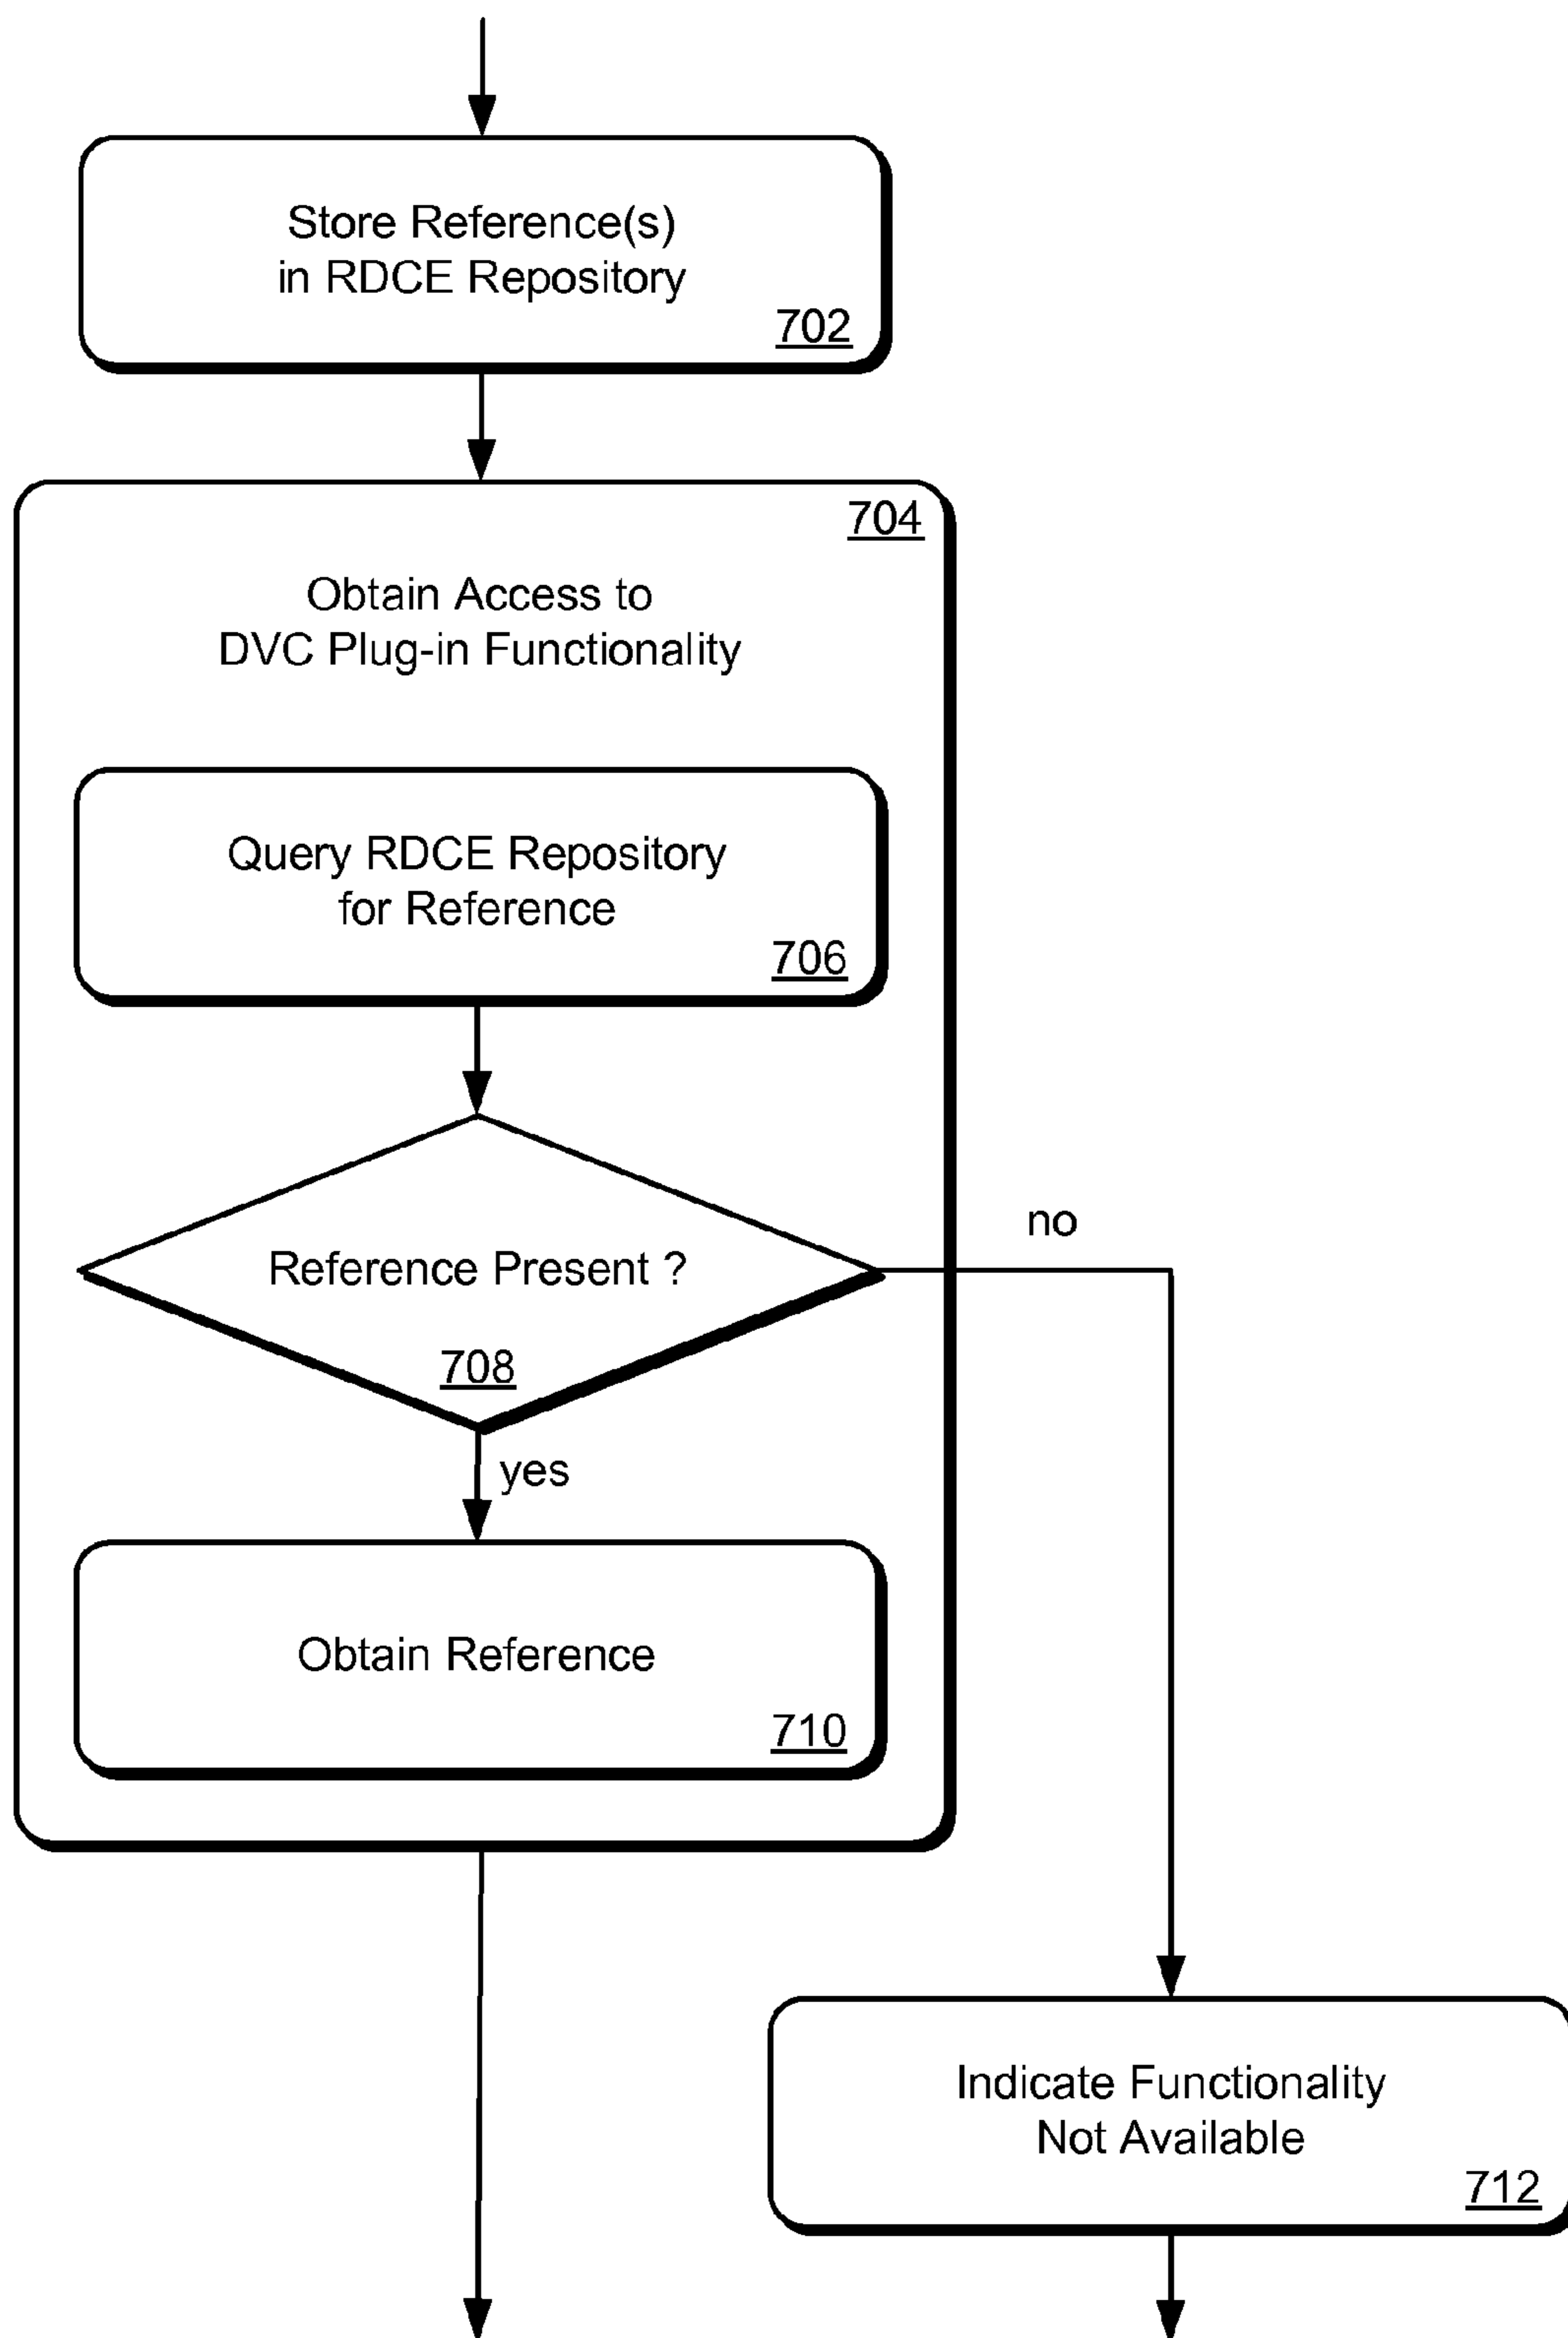 Store Reference(s)
in RDCE Repository
702
704
Obtain Access to
DVC Plug-in Functionality
Query RDCE Repository
for Reference
706
Reference Present ?
no
708
yes
Obtain Reference
710
Indicate Functionality
Not Available
712